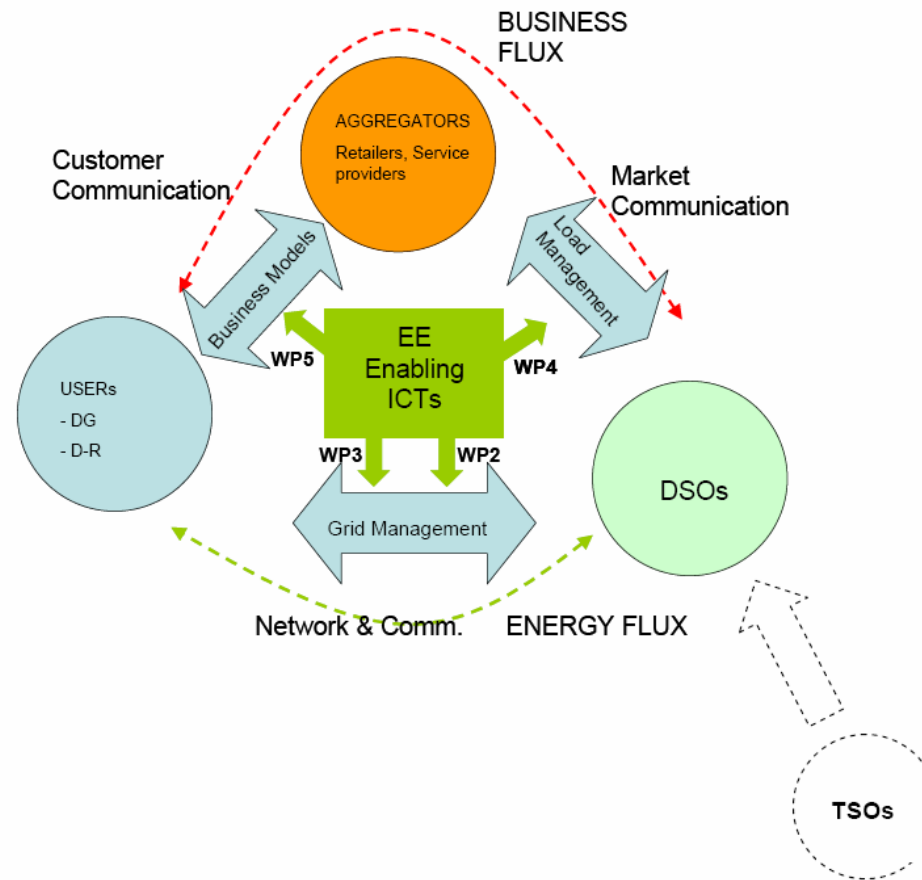 BUSINESS
FLUX
AGGREGATORS
Retailers, Service
providers
Customer
Communication
Market
Communication
Business Models
Load
Management
EE
Enabling
ICTs
WP5
WP4
USERs
- DG
- D-R
WP3
WP2
DSOs
Grid Management
Network & Comm.
ENERGY FLUX
TSOs